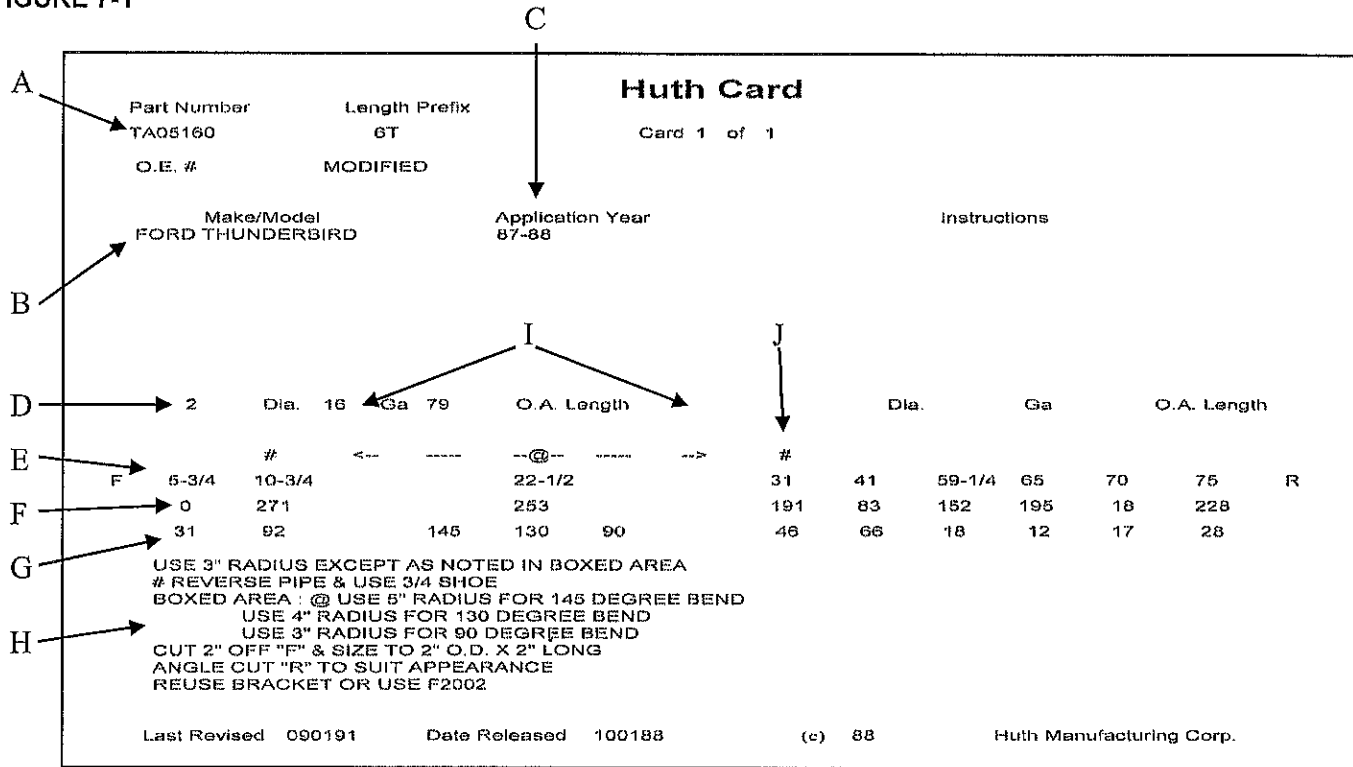 FIGURE 7-1
C
A
Huth Card
Part Number Length Prefix
TA05160 6T Card 1 of 1
O.E. # MODIFIED
Make/Model Application Year Instructions
FORD THUNDERBIRD 87-88
B
I J
D 2 Dia. 16 Ga 79 O.A. Length Dia. Ga O.A. Length
E # <-- ----- --@-- ----- --> #
F 5-3/4 10-3/4 22-1/2 31 41 59-1/4 65 70 75 R
F 0 271 253 191 83 152 195 18 228
G 31 92 145 130 90 46 66 18 12 17 28
USE 3" RADIUS EXCEPT AS NOTED IN BOXED AREA
# REVERSE PIPE & USE 3/4 SHOE
BOXED AREA : @ USE 5" RADIUS FOR 145 DEGREE BEND
USE 4" RADIUS FOR 130 DEGREE BEND
H USE 3" RADIUS FOR 90 DEGREE BEND
CUT 2" OFF "F" & SIZE TO 2" O.D. X 2" LONG
ANGLE CUT "R" TO SUIT APPEARANCE
REUSE BRACKET OR USE F2002
Last Revised 090191 Date Released 100188 (c) 88 Huth Manufacturing Corp.